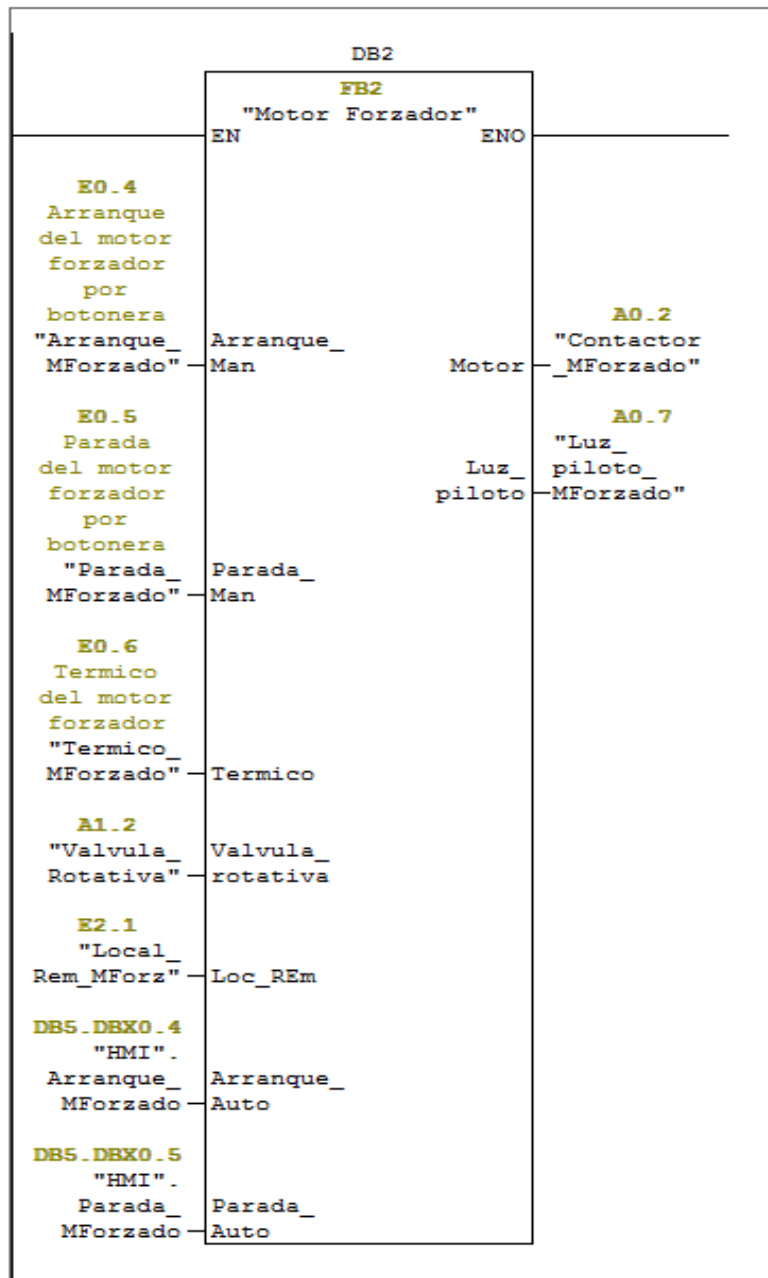 DB2
FB2
"Motor Forzador"
EN ENO
E0.4
Arranque
del motor
forzador
por
botonera
"Arranque_ Arranque_
MForzado" Man
A0.2
"Contactor
Motor _MForzado"
E0.5
Parada
del motor
forzador
por
botonera
"Parada_ Parada_
MForzado" Man
A0.7
"Luz_
Luz_ piloto_
piloto MForzado"
E0.6
Termico
del motor
forzador
"Termico_
MForzado" Termico
A1.2
"Valvula_ Valvula_
Rotativa" rotativa
E2.1
"Local_
Rem_MForz" Loc_REm
DB5.DBX0.4
"HMI".
Arranque_ Arranque_
MForzado Auto
DB5.DBX0.5
"HMI".
Parada_ Parada_
MForzado Auto